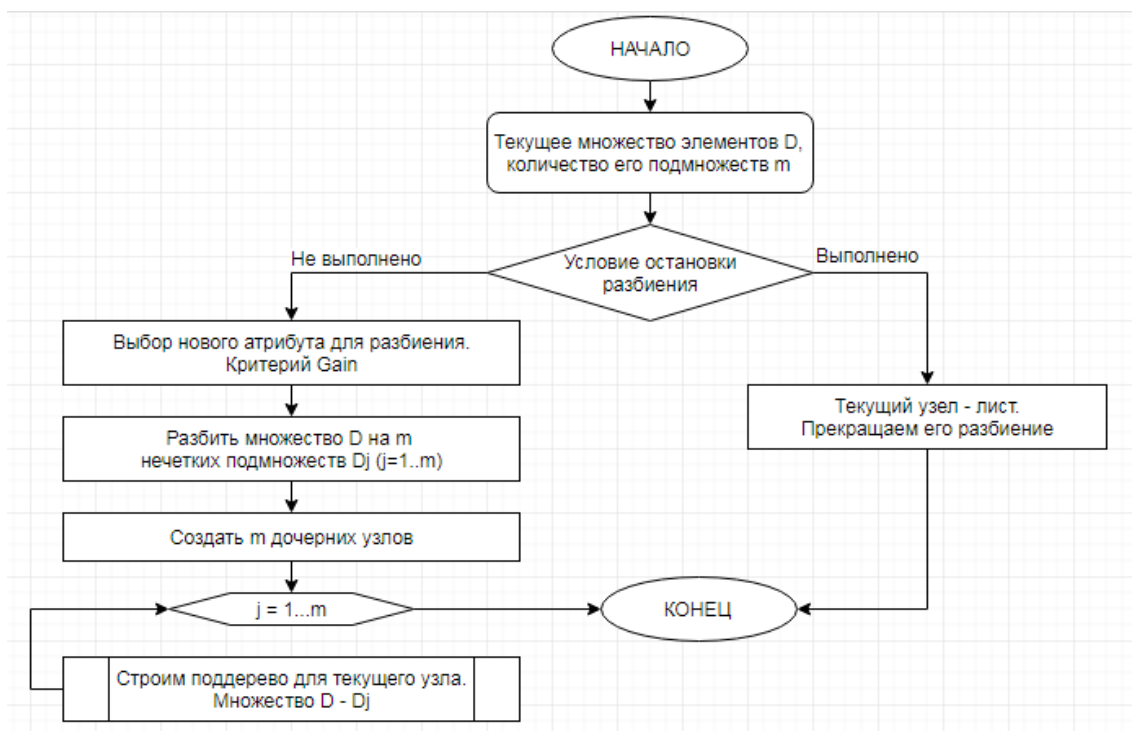 НАЧАЛО
Текущее множество элементов D,
количество его подмножеств m
Условие остановки
разбиения
Не выполнено
Выполнено
Выбор нового атрибута для разбиения.
Критерий Gain
Разбить множество D на m
нечетких подмножеств Dj (j=1..m)
Создать m дочерних узлов
j = 1...m
Строим поддерево для текущего узла.
Множество D - Dj
Текущий узел - лист.
Прекращаем его разбиение
КОНЕЦ